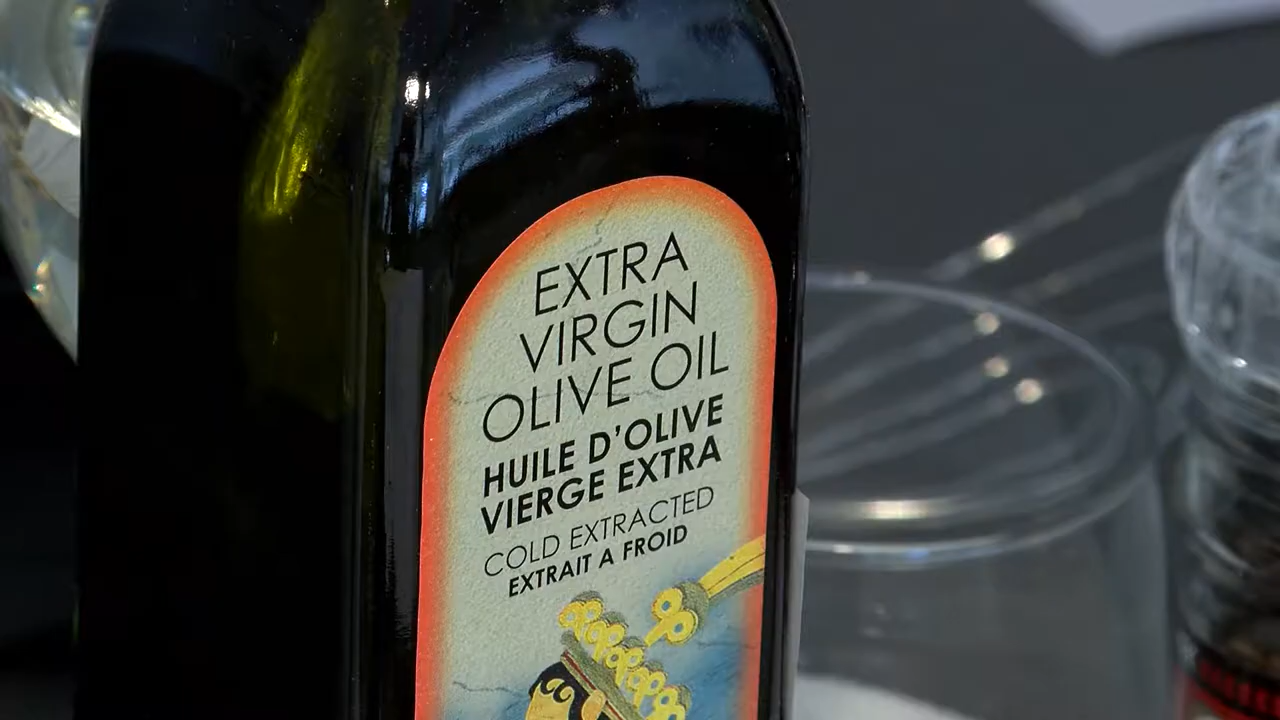 EXTRA
VIRGIN
OLIVE OIL
HUILE D'OLIVE
VIERGE EXTRA
COLD EXTRACTED
EXTRAIT A FROID